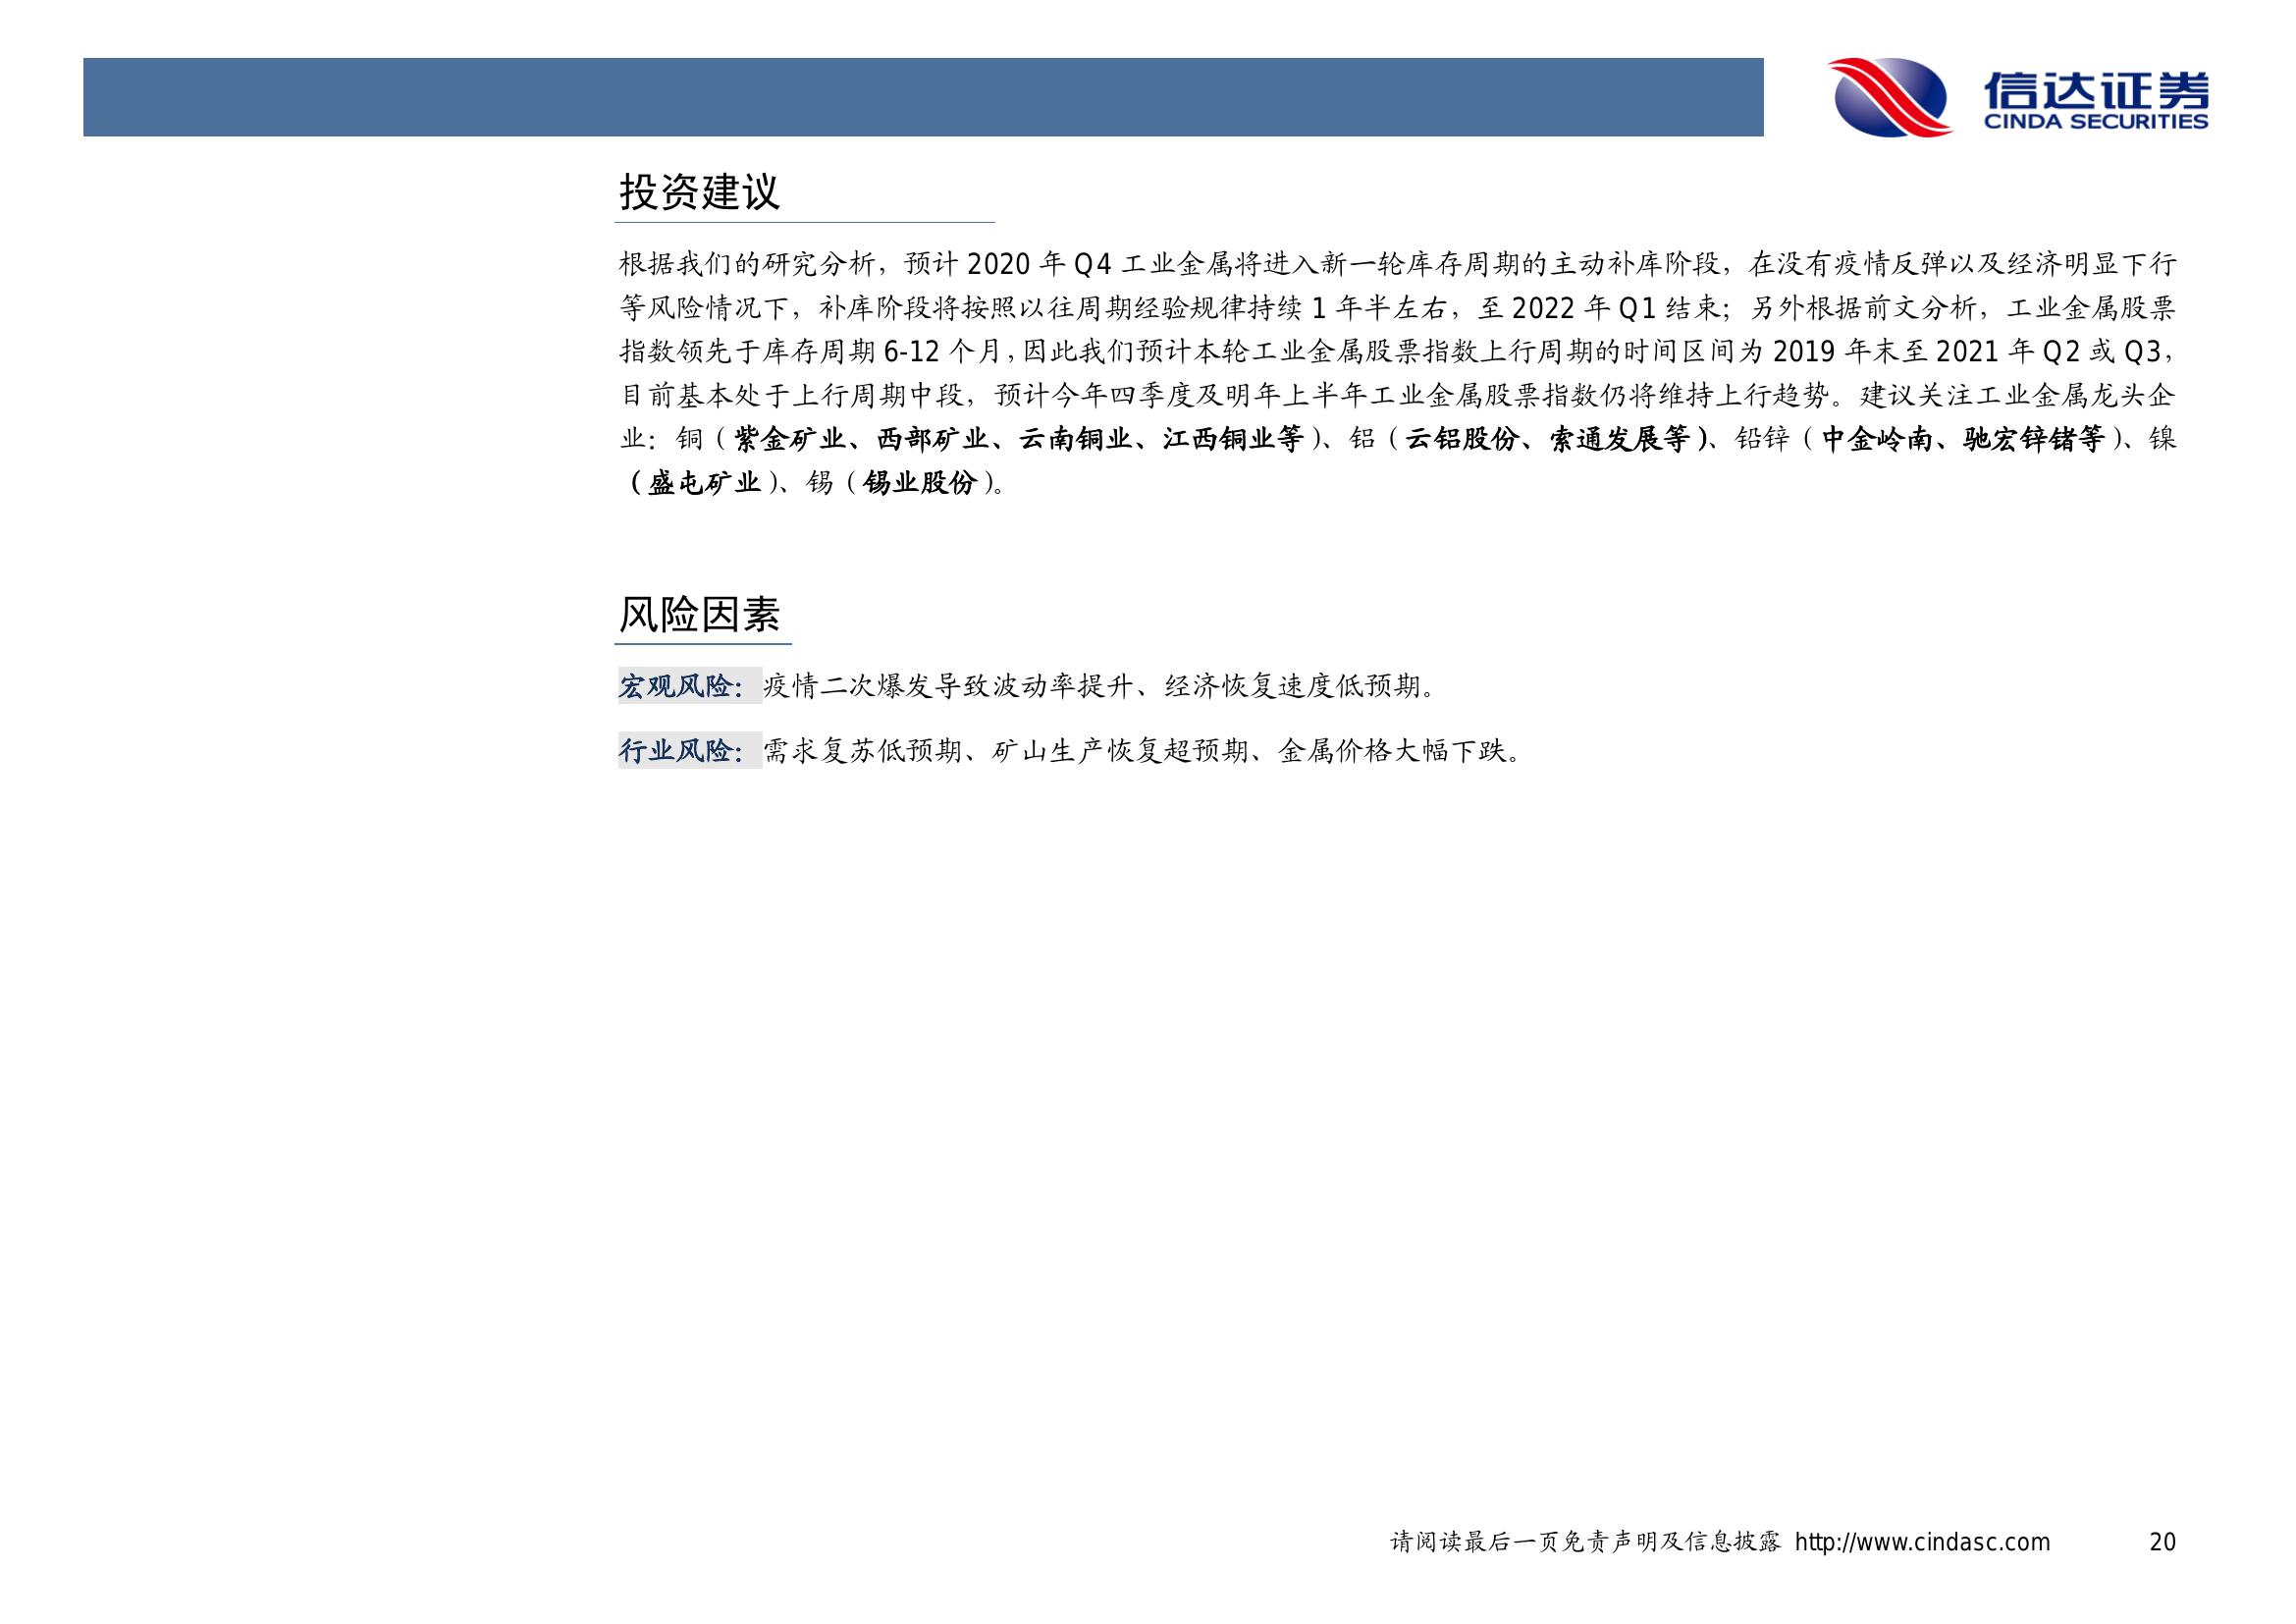 信达证券
CINDA SECURITIES
投资建议
根据我们的研究分析，预计 2020 年 Q4 工业金属将进入新一轮库存周期的主动补库阶段，在没有疫情反弹以及经济明显下行
等风险情况下，补库阶段将按照以往周期经验规律持续 1 年半左右，至 2022 年 Q1 结束；另外根据前文分析，工业金属股票
指数领先于库存周期 6-12 个月，因此我们预计本轮工业金属股票指数上行周期的时间区间为 2019 年末至 2021 年 Q2 或 Q3，
目前基本处于上行周期中段，预计今年四季度及明年上半年工业金属股票指数仍将维持上行趋势。建议关注工业金属龙头企
业：铜（紫金矿业、西部矿业、云南铜业、江西铜业等）、铝（云铝股份、索通发展等）、铅锌（中金岭南、驰宏锌锗等）、镍
（盛屯矿业）、锡（锡业股份）。
风险因素
宏观风险：疫情二次爆发导致波动率提升、经济恢复速度低预期。
行业风险：需求复苏低预期、矿山生产恢复超预期、金属价格大幅下跌。
请阅读最后一页免责声明及信息披露 http://www.cindasc.com 20